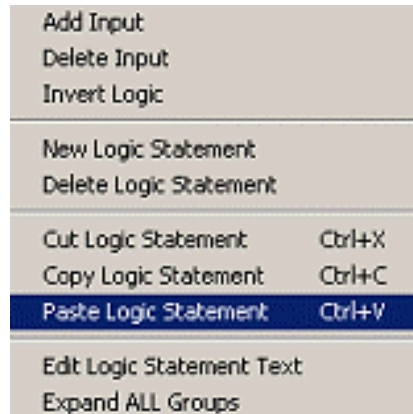 Add Input
Delete Input
Invert Logic
New Logic Statement
Delete Logic Statement
Cut Logic Statement Ctrl+X
Copy Logic Statement Ctrl+C
Paste Logic Statement Ctrl+V
Edit Logic Statement Text
Expand ALL Groups